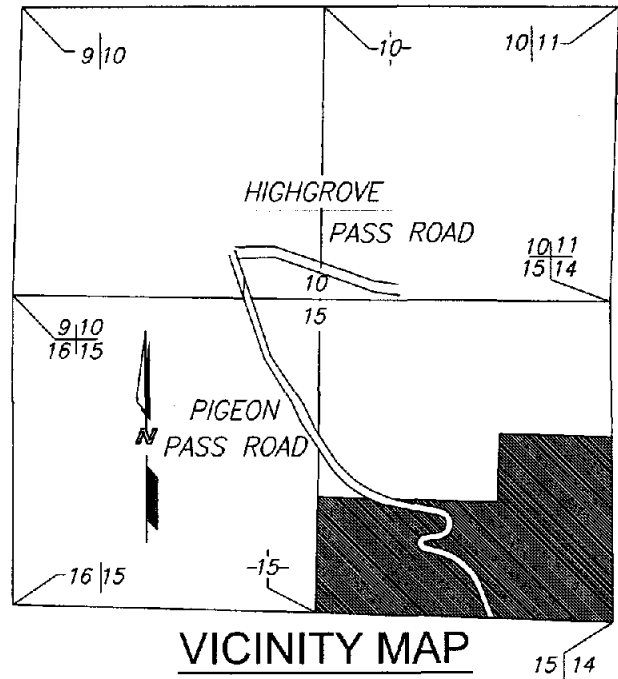 9|10
-10-
10|11
HIGHGROVE
PASS ROAD
10|11
15|14
10
15
9|10
16|15
PIGEON
PASS ROAD
N
16|15
-15-
VICINITY MAP
15|14